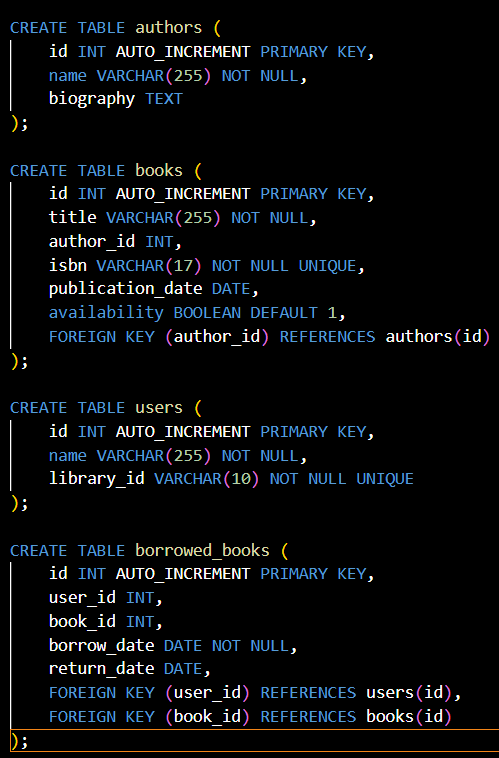 CREATE TABLE authors (
    id INT AUTO_INCREMENT PRIMARY KEY,
    name VARCHAR(255) NOT NULL,
    biography TEXT
);

CREATE TABLE books (
    id INT AUTO_INCREMENT PRIMARY KEY,
    title VARCHAR(255) NOT NULL,
    author_id INT,
    isbn VARCHAR(17) NOT NULL UNIQUE,
    publication_date DATE,
    availability BOOLEAN DEFAULT 1,
    FOREIGN KEY (author_id) REFERENCES authors(id)
);

CREATE TABLE users (
    id INT AUTO_INCREMENT PRIMARY KEY,
    name VARCHAR(255) NOT NULL,
    library_id VARCHAR(10) NOT NULL UNIQUE
);

CREATE TABLE borrowed_books (
    id INT AUTO_INCREMENT PRIMARY KEY,
    user_id INT,
    book_id INT,
    borrow_date DATE NOT NULL,
    return_date DATE,
    FOREIGN KEY (user_id) REFERENCES users(id),
    FOREIGN KEY (book_id) REFERENCES books(id)
);